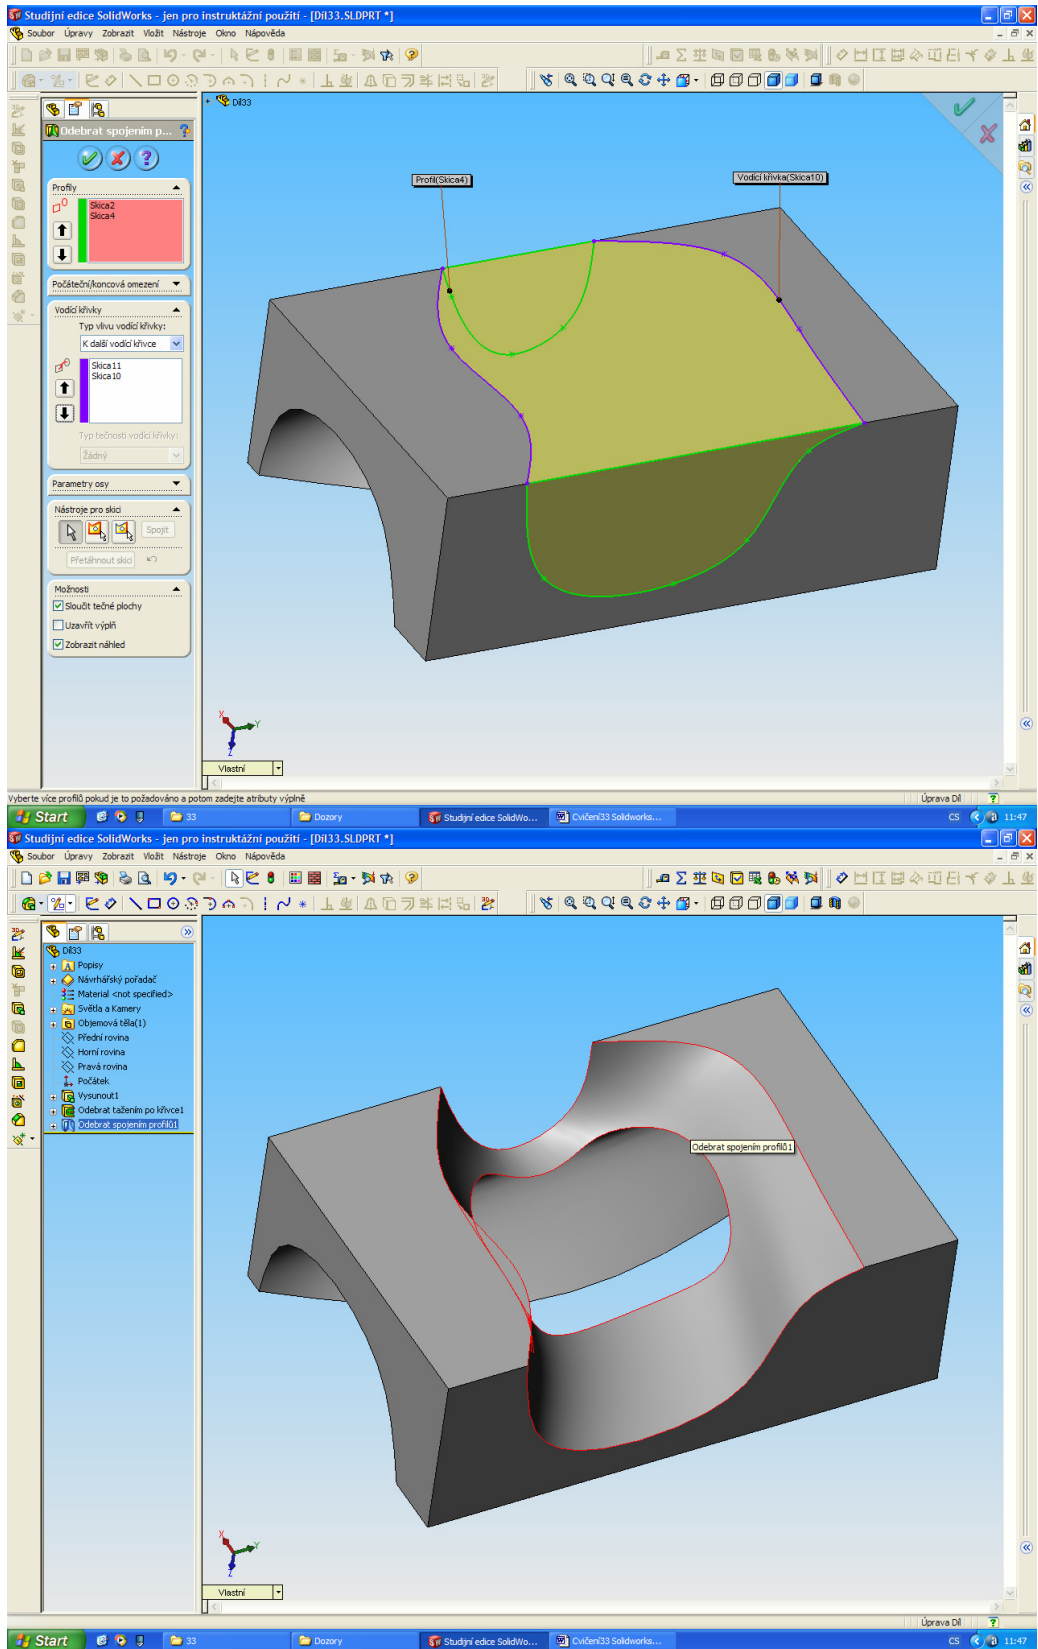 Studijní edice SolidWorks - jen pro instruktážní použití - [Díl33.SLDPRT *]
Soubor Úpravy Zobrazit Vložit Nástroje Okno Nápověda
Díl33
Odebrat spojením p...
Profily
Skica2
Skica4
Počáteční/koncová omezení
Vodicí křivky
Typ vlivu vodicí křivky:
K další vodicí křivce
Skica11
Skica10
Typ tečnosti vodicí křivky:
Žádný
Parametry osy
Nástroje pro skici
Spojit
Přetáhnout skici
Možnosti
Sloučit tečné plochy
Uzavřít výplň
Zobrazit náhled
Profil(Skica4)
Vodicí křivka(Skica10)
X
Y
Z
Vlastní
Vyberte více profilů pokud je to požadováno a potom zadejte atributy výplně
Úprava Díl
Start
33
Dozory
Studijní edice SolidWo...
Cvičení33 Solidworks...
CS
11:47
Studijní edice SolidWorks - jen pro instruktážní použití - [Díl33.SLDPRT *]
Soubor Úpravy Zobrazit Vložit Nástroje Okno Nápověda
Díl33
Popisy
Návrhářský pořadač
Material <not specified>
Světla a Kamery
Objemová těla(1)
Přední rovina
Horní rovina
Pravá rovina
Počátek
Vysunout1
Odebrat tažením po křivce1
Odebrat spojením profilů1
Odebrat spojením profilů1
X
Y
Z
Vlastní
Úprava Díl
Start
33
Dozory
Studijní edice SolidWo...
Cvičení33 Solidworks...
CS
11:47